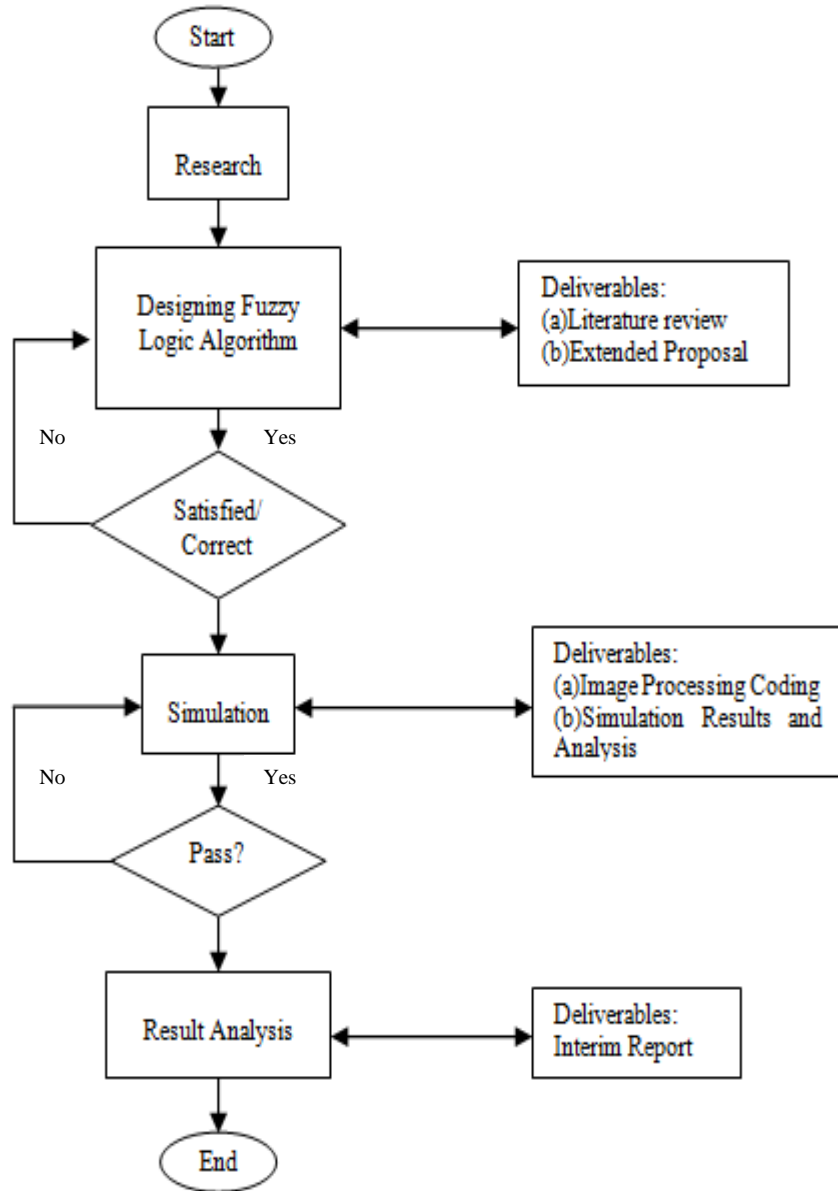 Start
Research
Designing Fuzzy
Logic Algorithm
Deliverables:
(a)Literature review
(b)Extended Proposal
No
Yes
Satisfied/
Correct
Simulation
Deliverables:
(a)Image Processing Coding
(b)Simulation Results and
Analysis
No
Yes
Pass?
Result Analysis
Deliverables:
Interim Report
End